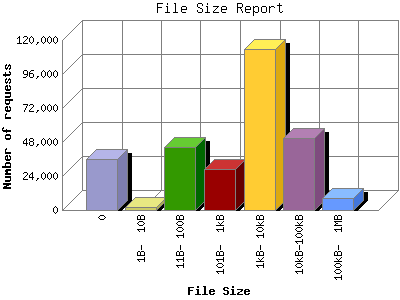 File Size Report
120,000
96,000
72,000
48,000
24,000
0
Number of requests
0
1B- 10B
11B- 100B
101B- 1kB
1kB- 10kB
10kB-100kB
100kB- 1MB
File Size